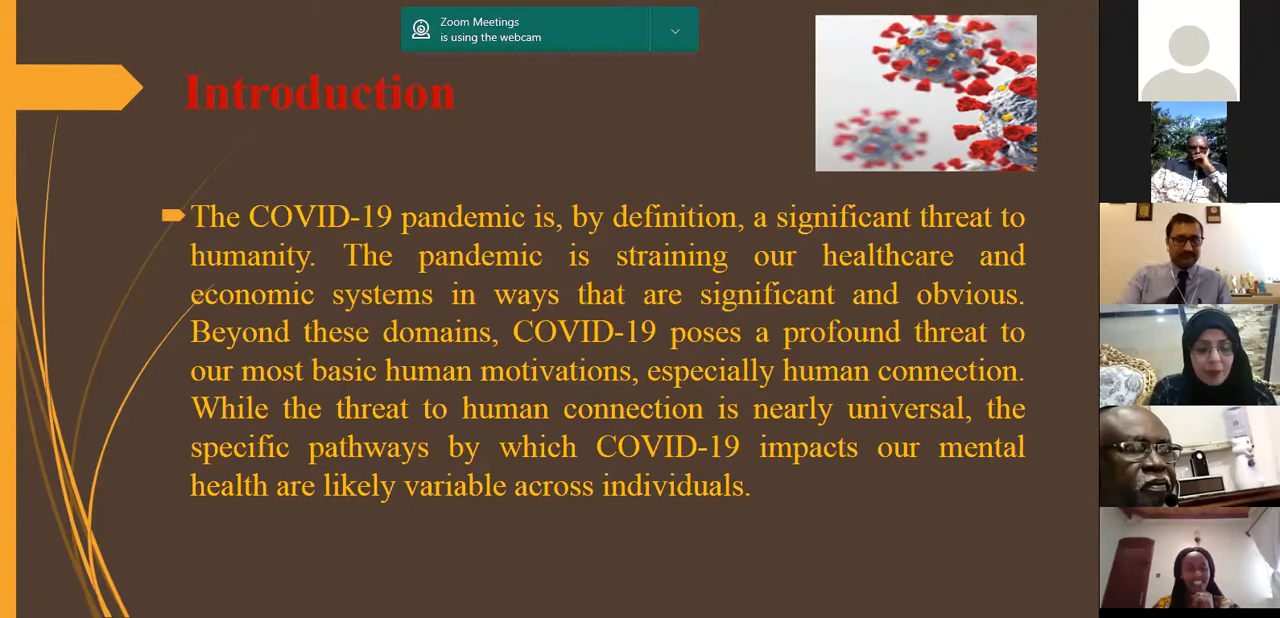 Zoom Meetings
is using the webcam
Introduction
The COVID-19 pandemic is, by definition, a significant threat to
humanity. The pandemic is straining our healthcare and
economic systems in ways that are significant and obvious.
Beyond these domains, COVID-19 poses a profound threat to
our most basic human motivations, especially human connection.
While the threat to human connection is nearly universal, the
specific pathways by which COVID-19 impacts our mental
health are likely variable across individuals.